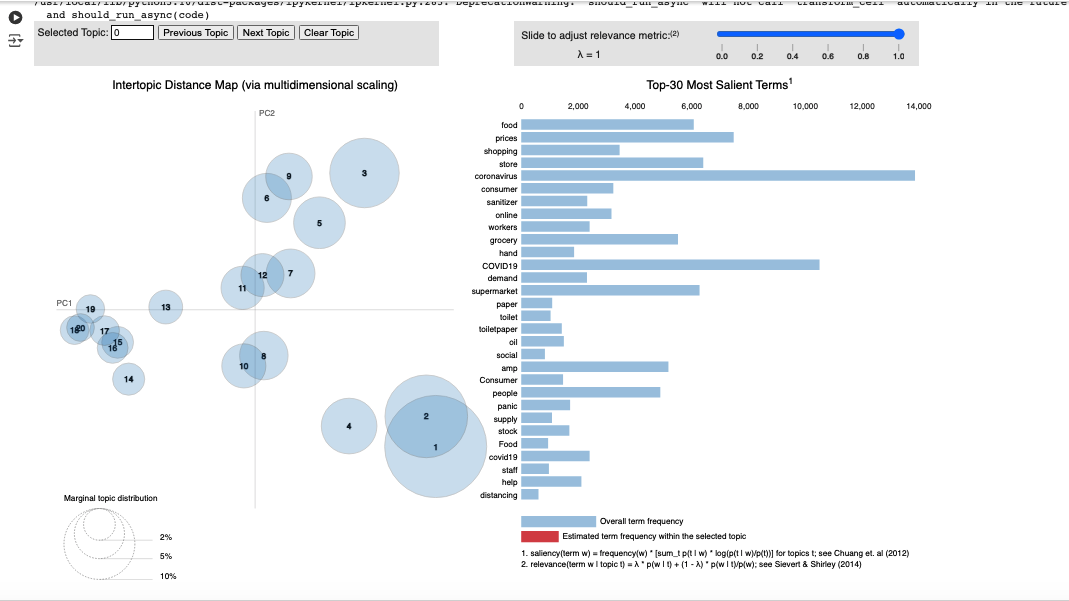 /usr/local/lib/python3.10/dist-packages/ipykernel/ipkernel.py:283: DeprecationWarning: `should_run_async` will not call `transform_cell` automatically in the future
and should_run_async(code)
Selected Topic: 0 Previous Topic Next Topic Clear Topic
Slide to adjust relevance metric:(2)
λ = 1
0.0 0.2 0.4 0.6 0.8 1.0
Intertopic Distance Map (via multidimensional scaling)
PC2
PC1
9
3
6
5
12
7
11
13
19
18
20
17
15
16
14
8
10
4
2
1
Marginal topic distribution
2%
5%
10%
Top-30 Most Salient Terms1
0 2,000 4,000 6,000 8,000 10,000 12,000 14,000
food
prices
shopping
store
coronavirus
consumer
sanitizer
online
workers
grocery
hand
COVID19
demand
supermarket
paper
toilet
toiletpaper
oil
social
amp
Consumer
people
panic
supply
stock
Food
covid19
staff
help
distancing
Overall term frequency
Estimated term frequency within the selected topic
1. saliency(term w) = frequency(w) * [sum_t p(t | w) * log(p(t | w)/p(t))] for topics t; see Chuang et. al (2012)
2. relevance(term w | topic t) = λ * p(w | t) + (1 - λ) * p(w | t)/p(w); see Sievert & Shirley (2014)